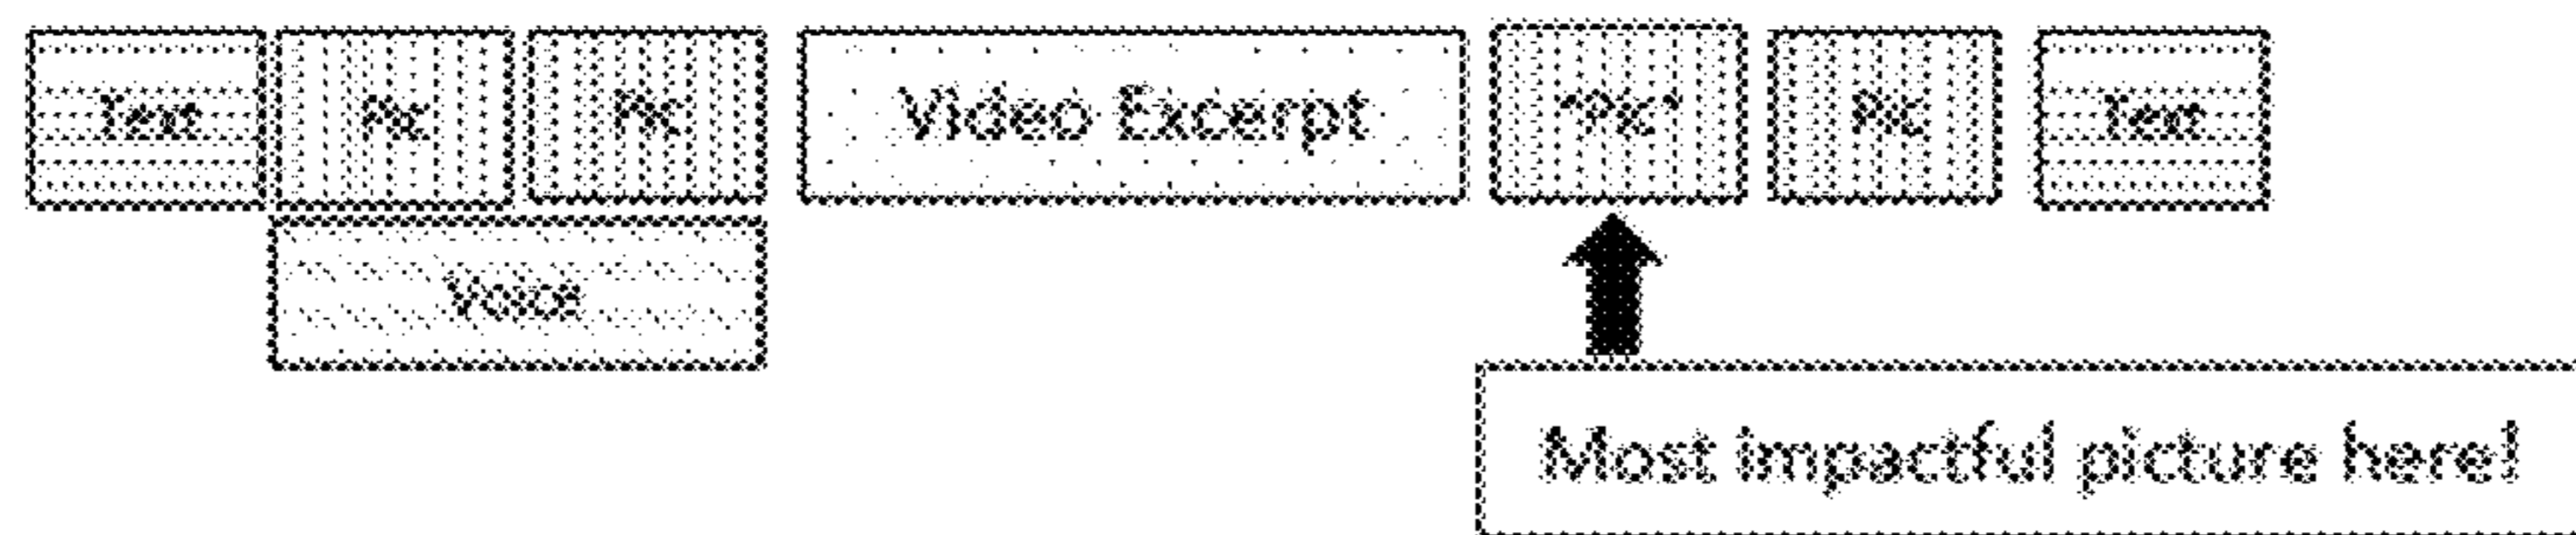 Text Pic Pic Video Excerpt "Pic" Pic Text
Voice
Most impactful picture here!